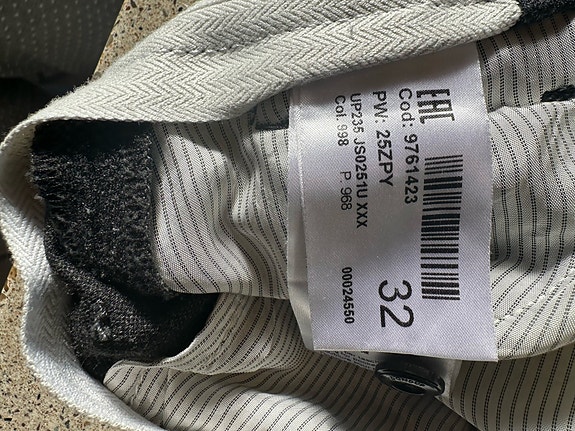 EAC
Cod: 9761423
32
PW: 25ZPY
UP235 JS0251U XXX
Col. 998 P 968
00024550